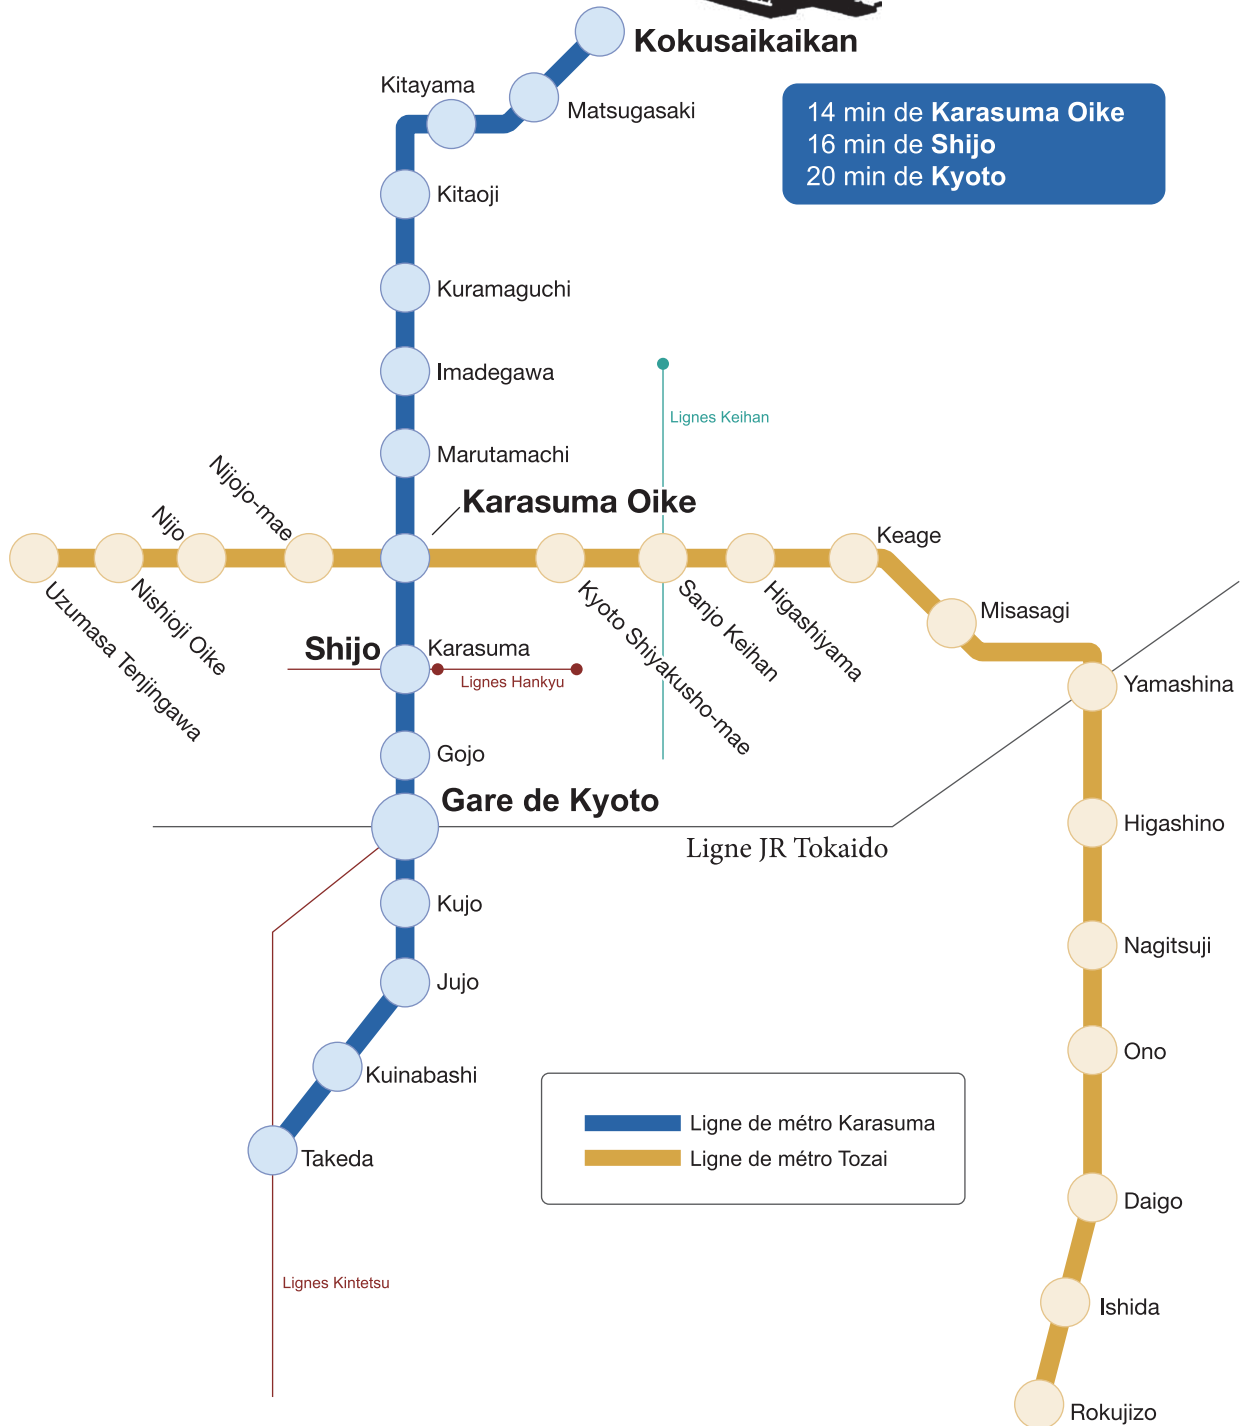 Kokusaikaikan
Kitayama
Matsugasaki
14 min de Karasuma Oike
16 min de Shijo
20 min de Kyoto
Kitaoji
Kuramaguchi
Imadegawa
Lignes Keihan
Marutamachi
Nijojo-mae
Karasuma Oike
Nijo
Keage
Uzumasa Tenjingawa
Nishioji Oike
Kyoto Shiyakusho-mae
Sanjo Keihan
Higashiyama
Misasagi
Shijo
Karasuma
Lignes Hankyu
Yamashina
Gojo
Gare de Kyoto
Higashino
Ligne JR Tokaido
Kujo
Nagitsuji
Jujo
Ono
Kuinabashi
Ligne de métro Karasuma
Ligne de métro Tozai
Takeda
Daigo
Lignes Kintetsu
Ishida
Rokujizo